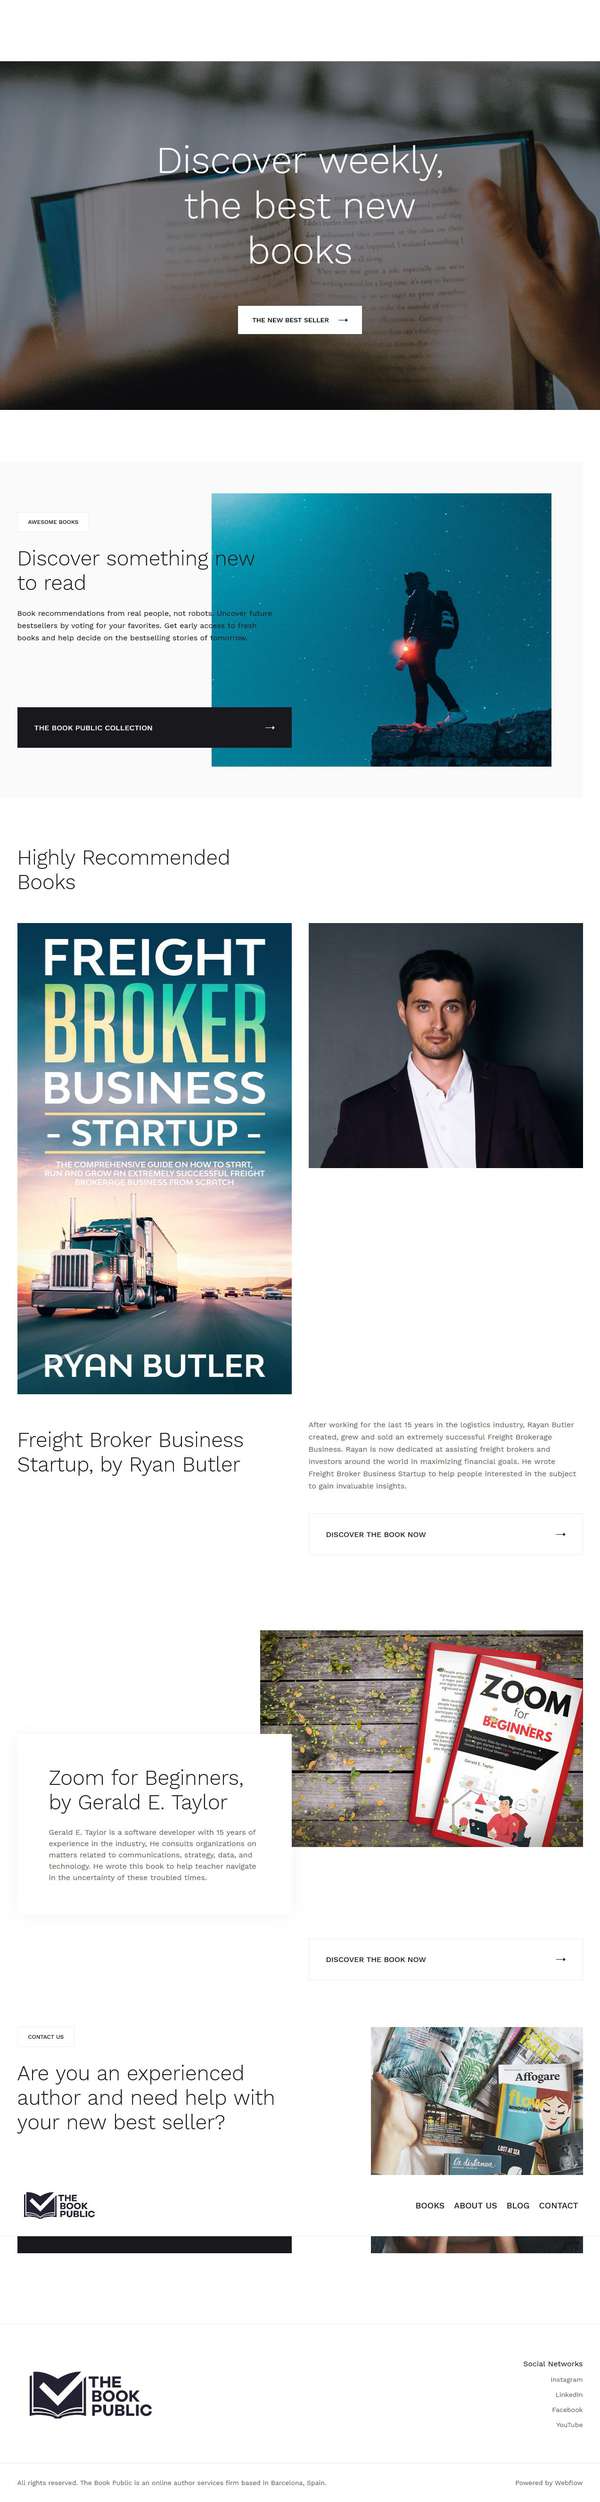 Discover weekly,
the best new
books
THE NEW BEST SELLER
AWESOME BOOKS
Discover something new
to read
Book recommendations from real people, not robots. Uncover future
bestsellers by voting for your favorites. Get early access to fresh
books and help decide on the bestselling stories of tomorrow.
THE BOOK PUBLIC COLLECTION
Highly Recommended
Books
FREIGHT
BROKER
BUSINESS
- STARTUP -
THE COMPREHENSIVE GUIDE ON HOW TO START,
RUN AND GROW AN EXTREMELY SUCCESSFUL FREIGHT
BROKERAGE BUSINESS FROM SCRATCH
RYAN BUTLER
Freight Broker Business
Startup, by Ryan Butler
After working for the last 15 years in the logistics industry, Rayan Butler
created, grew and sold an extremely successful Freight Brokerage
Business. Rayan is now dedicated at assisting freight brokers and
investors around the world in maximizing financial goals. He wrote
Freight Broker Business Startup to help people interested in the subject
to gain invaluable insights.
DISCOVER THE BOOK NOW
ZOOM
for
BEGINNERS
Gerald E. Taylor
Zoom for Beginners,
by Gerald E. Taylor
Gerald E. Taylor is a software developer with 15 years of
experience in the industry, He consults organizations on
matters related to communications, strategy, data, and
technology. He wrote this book to help teacher navigate
in the uncertainty of these troubled times.
DISCOVER THE BOOK NOW
CONTACT US
Are you an experienced
author and need help with
your new best seller?
Affogare
flow
LOST AT SEA
la distanza
THE
BOOK
PUBLIC
BOOKS ABOUT US BLOG CONTACT
THE
BOOK
PUBLIC
Social Networks
Instagram
LinkedIn
Facebook
YouTube
All rights reserved. The Book Public is an online author services firm based in Barcelona, Spain.
Powered by Webflow